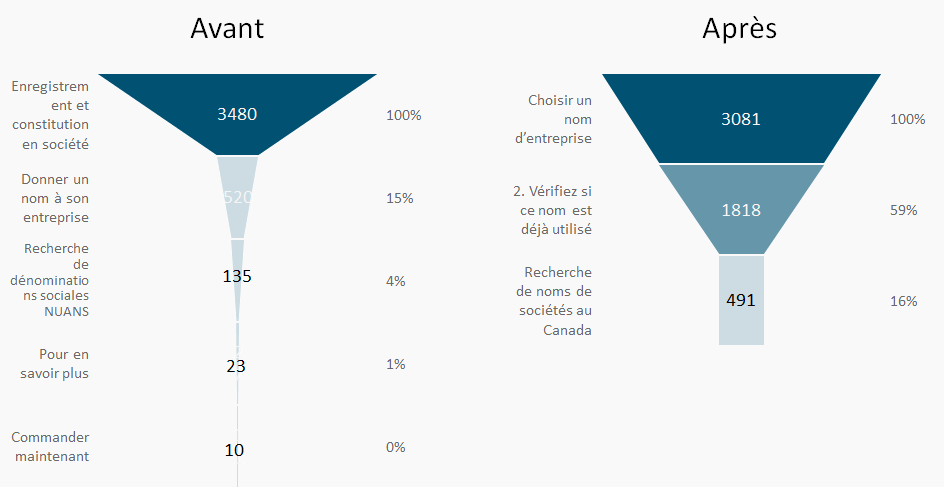 Avant
Enregistrem
ent et
constitution
en société
3480
100%
Donner un
nom à son
entreprise
520
15%
Recherche
de
dénominatio
ns sociales
NUANS
135
4%
Pour en
savoir plus
23
1%
Commander
maintenant
10
0%
Après
Choisir un
nom
d’entreprise
3081
100%
2. Vérifiez si
ce nom est
déjà utilisé
1818
59%
Recherche
de noms de
sociétés au
Canada
491
16%